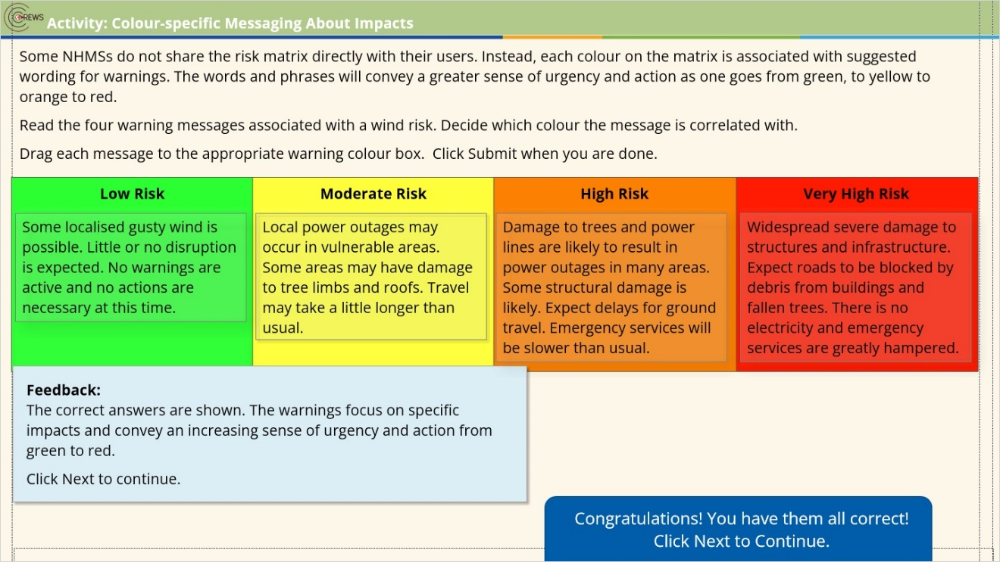 CREWS
Activity: Colour-specific Messaging About Impacts
Some NHMSs do not share the risk matrix directly with their users. Instead, each colour on the matrix is associated with suggested
wording for warnings. The words and phrases will convey a greater sense of urgency and action as one goes from green, to yellow to
orange to red.
Read the four warning messages associated with a wind risk. Decide which colour the message is correlated with.
Drag each message to the appropriate warning colour box.  Click Submit when you are done.
Low Risk
Some localised gusty wind is
possible. Little or no disruption
is expected. No warnings are
active and no actions are
necessary at this time.
Moderate Risk
Local power outages may
occur in vulnerable areas.
Some areas may have damage
to tree limbs and roofs. Travel
may take a little longer than
usual.
High Risk
Damage to trees and power
lines are likely to result in
power outages in many areas.
Some structural damage is
likely. Expect delays for ground
travel. Emergency services will
be slower than usual.
Very High Risk
Widespread severe damage to
structures and infrastructure.
Expect roads to be blocked by
debris from buildings and
fallen trees. There is no
electricity and emergency
services are greatly hampered.
Feedback:
The correct answers are shown. The warnings focus on specific
impacts and convey an increasing sense of urgency and action from
green to red.
Click Next to continue.
Congratulations! You have them all correct!
Click Next to Continue.